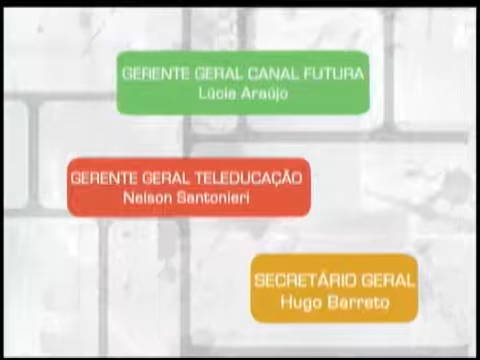 GERENTE GERAL CANAL FUTURA
Lúcia Araújo
GERENTE GERAL TELEDUCAÇÃO
Nelson Santonieri
SECRETÁRIO GERAL
Hugo Barreto